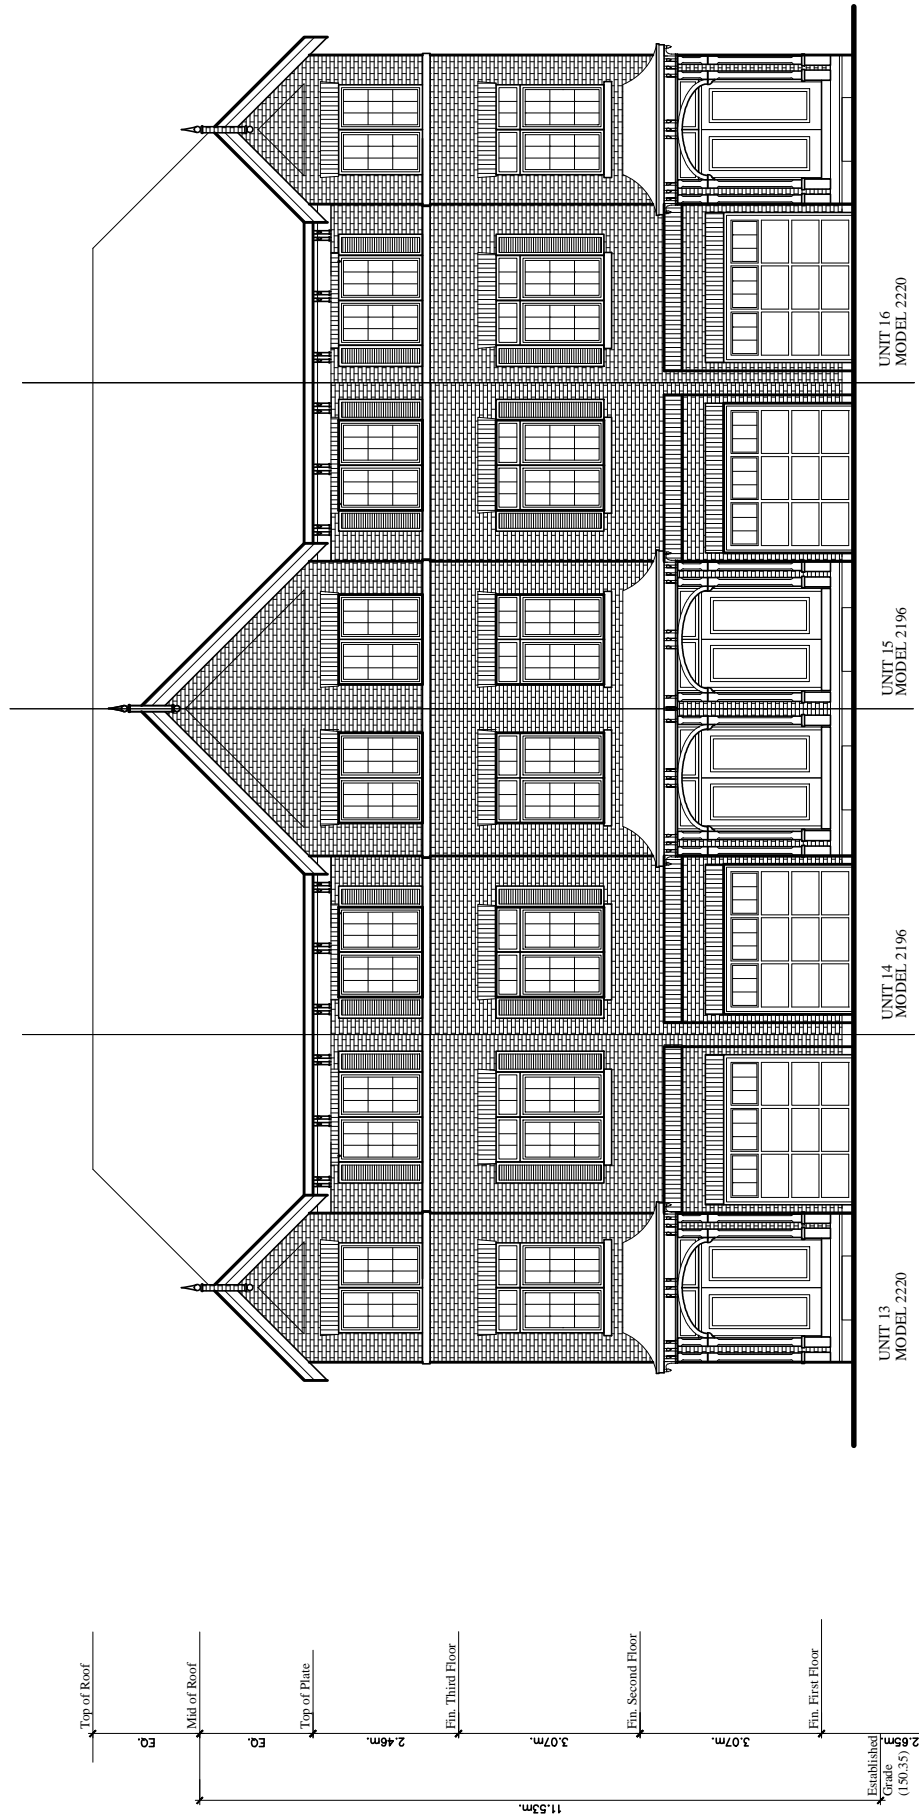 Top of Roof
EQ.
Mid of Roof
EQ.
Top of Plate
2.46m.
Fin. Third Floor
3.07m.
Fin. Second Floor
3.07m.
Fin. First Floor
2.65m.
Established
Grade
(150.35)
11.53m.
UNIT 13
MODEL 2220
UNIT 14
MODEL 2196
UNIT 15
MODEL 2196
UNIT 16
MODEL 2220